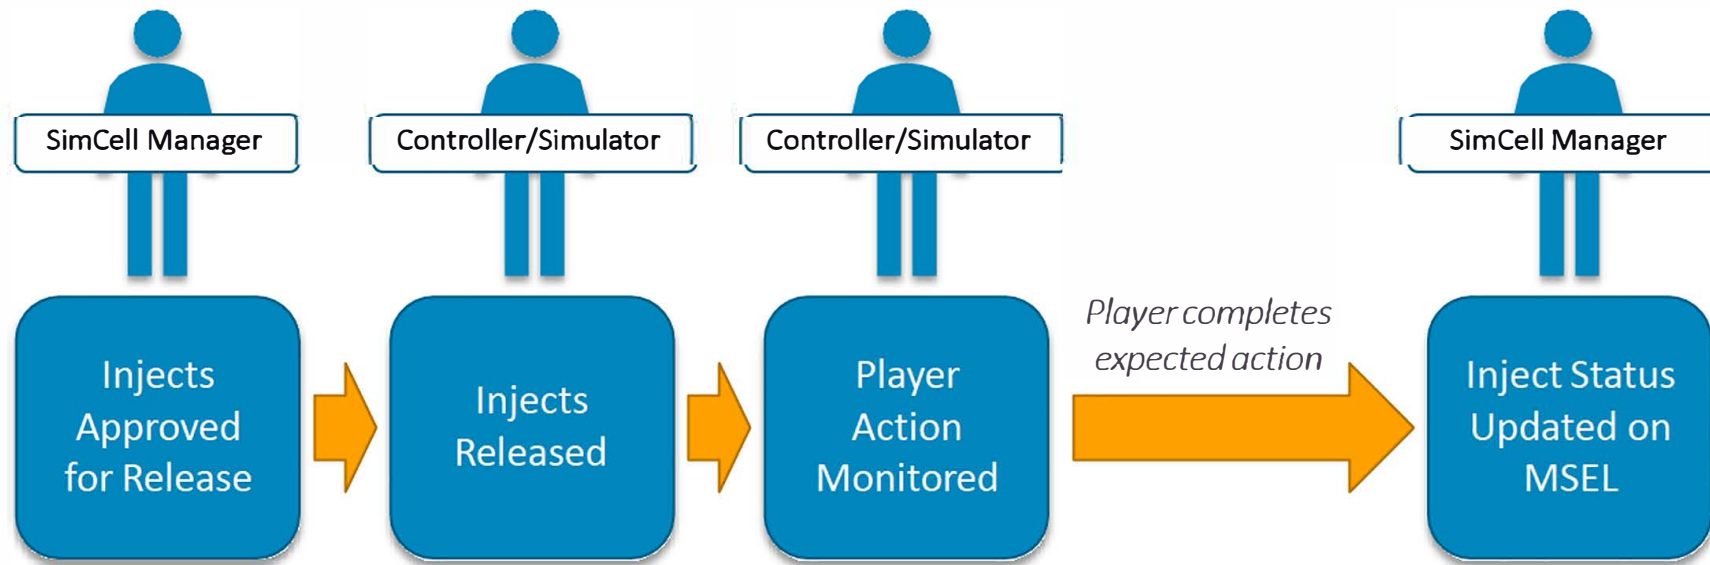 SimCell Manager
Controller/Simulator
Controller/Simulator
SimCell Manager
Injects
Approved
for Release
Injects
Released
Player
Action
Monitored
Player completes
expected action
Inject Status
Updated on
MSEL